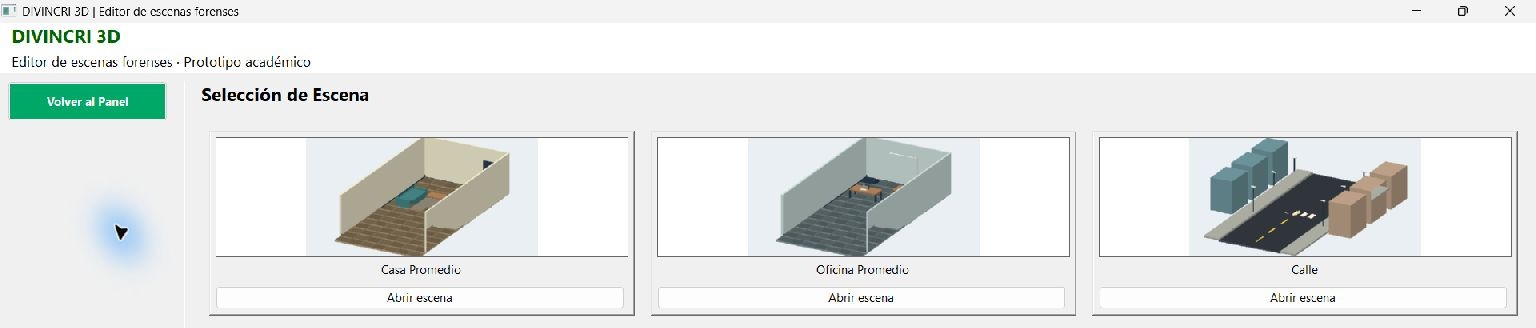 DIVINCRI 3D | Editor de escenas forenses
DIVINCRI 3D
Editor de escenas forenses · Prototipo académico
Volver al Panel
Selección de Escena
Casa Promedio
Abrir escena
Oficina Promedio
Abrir escena
Calle
Abrir escena